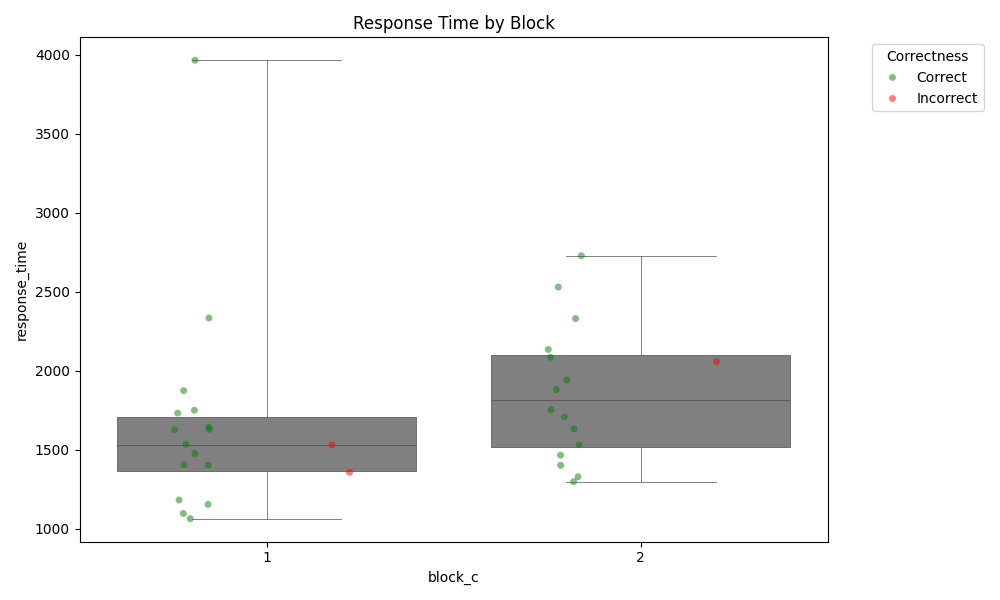 Response Time by Block
Correctness
Correct
Incorrect
response_time
4000
3500
3000
2500
2000
1500
1000
1
2
block_c